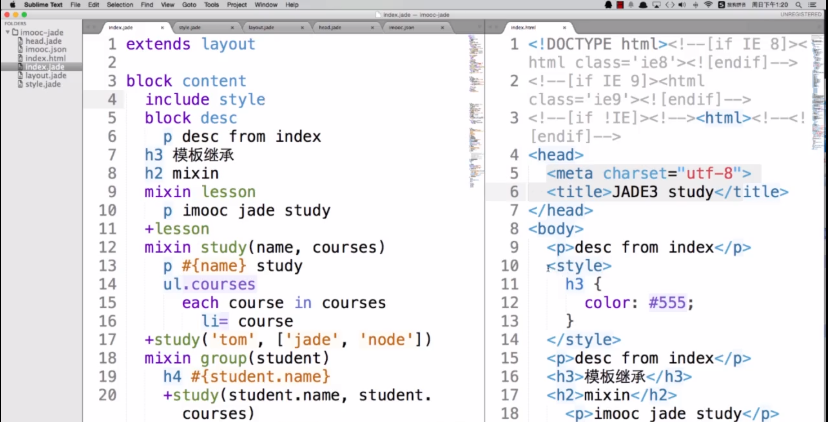 Sublime Text File Edit Selection Find View Goto Tools Project Window Help
周日下午1:20
index.jade — imooc-jade
UNREGISTERED
FOLDERS
imooc-jade
head.jade
imooc.json
index.html
index.jade
layout.jade
style.jade
index.jade style.jade layout.jade head.jade imooc.json
1 extends layout
2
3 block content
4 include style
5 block desc
6 p desc from index
7 h3 模板继承
8 h2 mixin
9 mixin lesson
10 p imooc jade study
11 +lesson
12 mixin study(name, courses)
13 p #{name} study
14 ul.courses
15 each course in courses
16 li= course
17 +study('tom', ['jade', 'node'])
18 mixin group(student)
19 h4 #{student.name}
20 +study(student.name, student.
courses)
index.html
1 <!DOCTYPE html><!--[if IE 8]><
html class='ie8'><![endif]-->
2 <!--[if IE 9]><html
class='ie9'><![endif]-->
3 <!--[if !IE]><!--><html><!--<!
[endif]-->
4 <head>
5 <meta charset="utf-8">
6 <title>JADE3 study</title>
7 </head>
8 <body>
9 <p>desc from index</p>
10 <style>
11 h3 {
12 color: #555;
13 }
14 </style>
15 <p>desc from index</p>
16 <h3>模板继承</h3>
17 <h2>mixin</h2>
18 <p>imooc jade study</p>